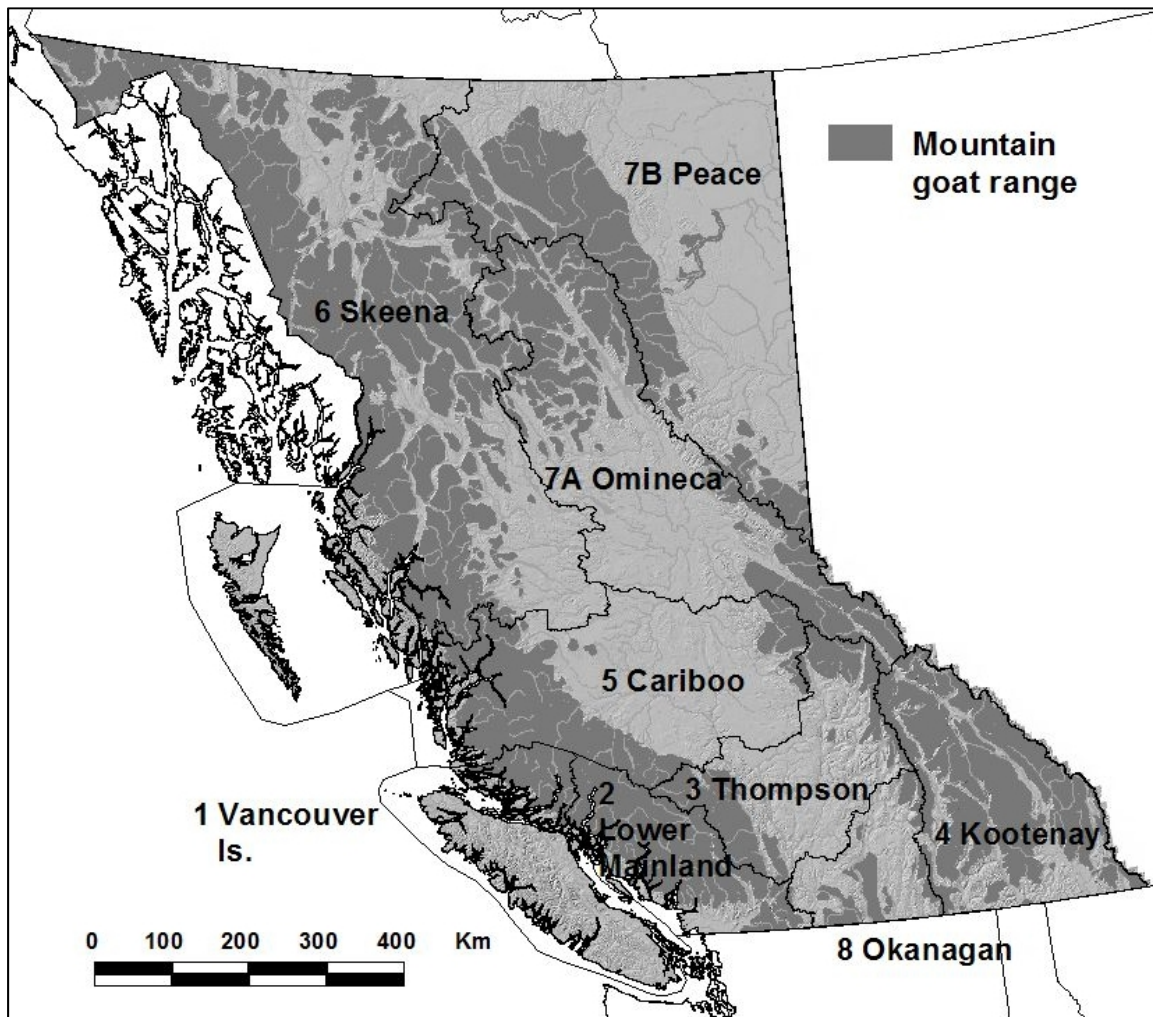 Mountain
goat range
7B Peace
6 Skeena
7A Omineca
5 Cariboo
1 Vancouver
Is.
2
Lower
Mainland
3 Thompson
4 Kootenay
8 Okanagan
0 100 200 300 400 Km